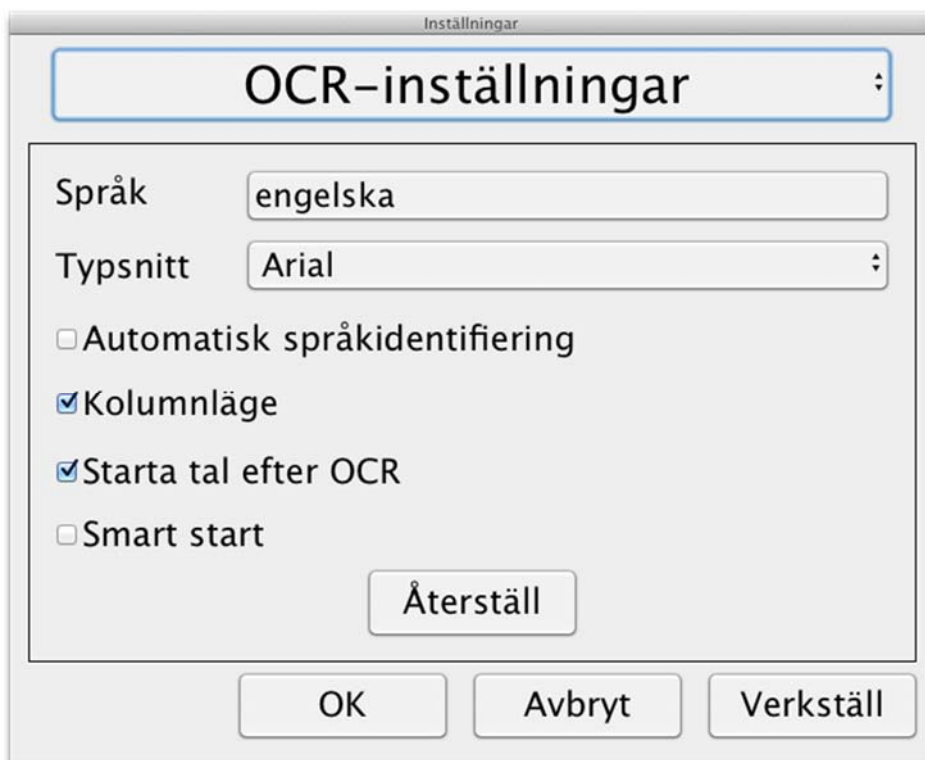 Inställningar
OCR-inställningar
Språk engelska
Typsnitt Arial
Automatisk språkidentifiering
Kolumnläge
Starta tal efter OCR
Smart start
Återställ
OK Avbryt Verkställ